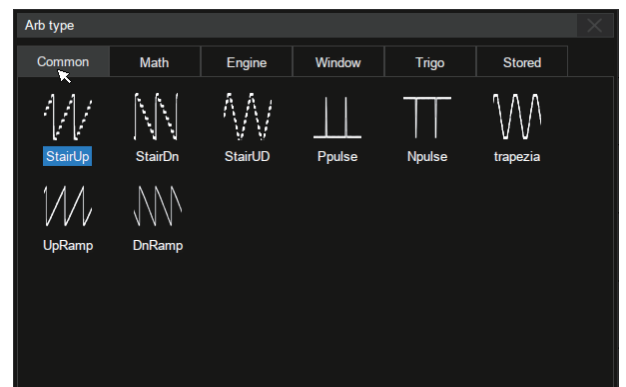 Arb type
Common Math Engine Window Trigo Stored
StairUp StairDn StairUD Ppulse Npulse trapezia
UpRamp DnRamp